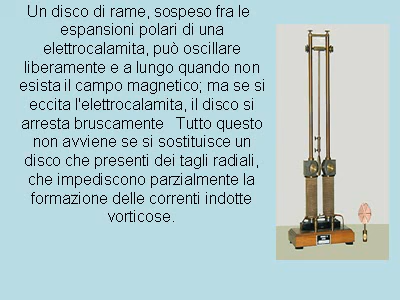 Un disco di rame, sospeso fra le
espansioni polari di una
elettrocalamita, può oscillare
liberamente e a lungo quando non
esista il campo magnetico; ma se si
eccita l'elettrocalamita, il disco si
arresta bruscamente   Tutto questo
non avviene se si sostituisce un
disco che presenti dei tagli radiali,
che impediscono parzialmente la
formazione delle correnti indotte
vorticose.